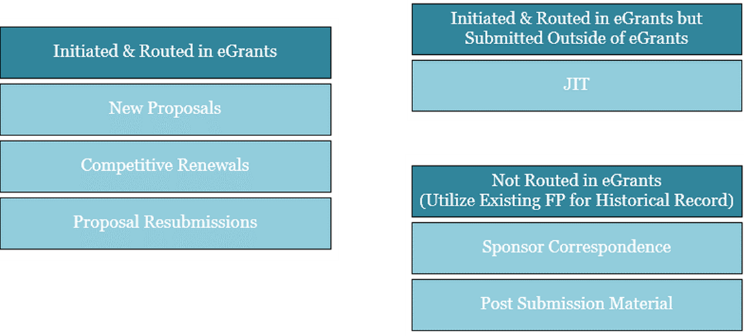 Initiated & Routed in eGrants
New Proposals
Competitive Renewals
Proposal Resubmissions
Initiated & Routed in eGrants but
Submitted Outside of eGrants
JIT
Not Routed in eGrants
(Utilize Existing FP for Historical Record)
Sponsor Correspondence
Post Submission Material